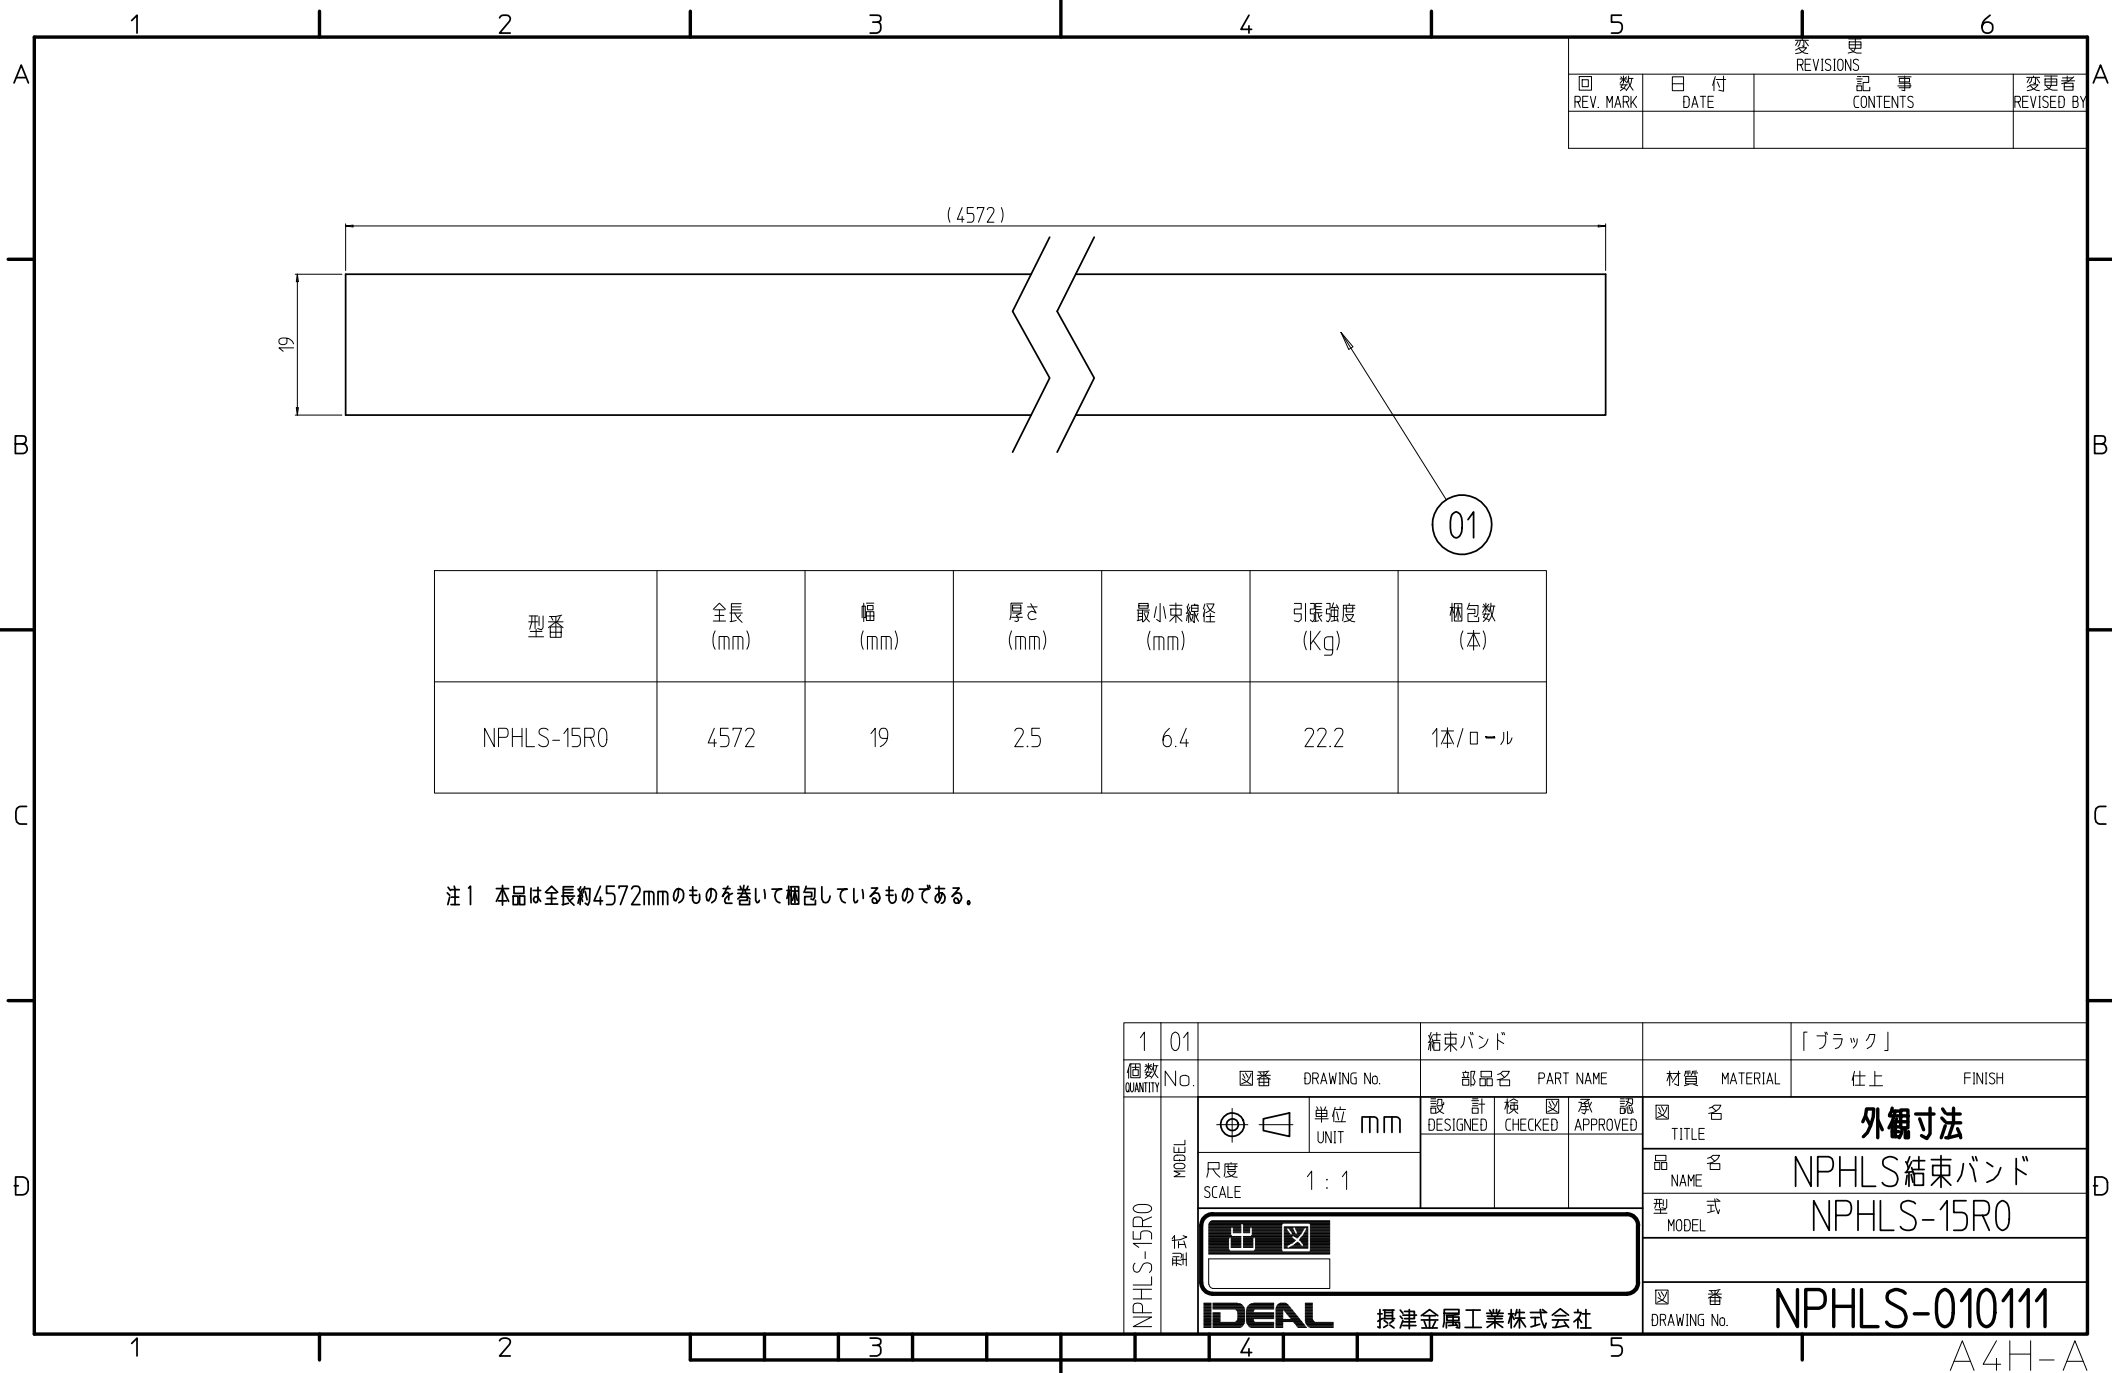 1 2 3 4 5 6
A A
変 更
REVISIONS
回 数 日 付 記 事 変更者
REV. MARK DATE CONTENTS REVISED BY
(4572)
19
B B
01
型番 全長 幅 厚さ 最小束線径 引張強度 梱包数
(mm) (mm) (mm) (mm) (Kg) (本)
NPHLS-15R0 4572 19 2.5 6.4 22.2 1本/ロール
C C
注1 本品は全長約4572mmのものを巻いて梱包しているものである。
1 01 結束バンド 「ブラック」
個数 No. 図番 DRAWING No. 部品名 PART NAME 材質 MATERIAL 仕上 FINISH
QUANTITY
NPHLS-15R0
MODEL
型式
単位 mm
UNIT
設 計 検 図 承 認
DESIGNED CHECKED APPROVED
図 名 外観寸法
TITLE
尺度 1 : 1
SCALE
品 名 NPHLS結束バンド
NAME
D D
型 式 NPHLS-15R0
MODEL
出 図
IDEAL 摂津金属工業株式会社
図 番 NPHLS-010111
DRAWING No.
1 2 3 4 5
A4H-A